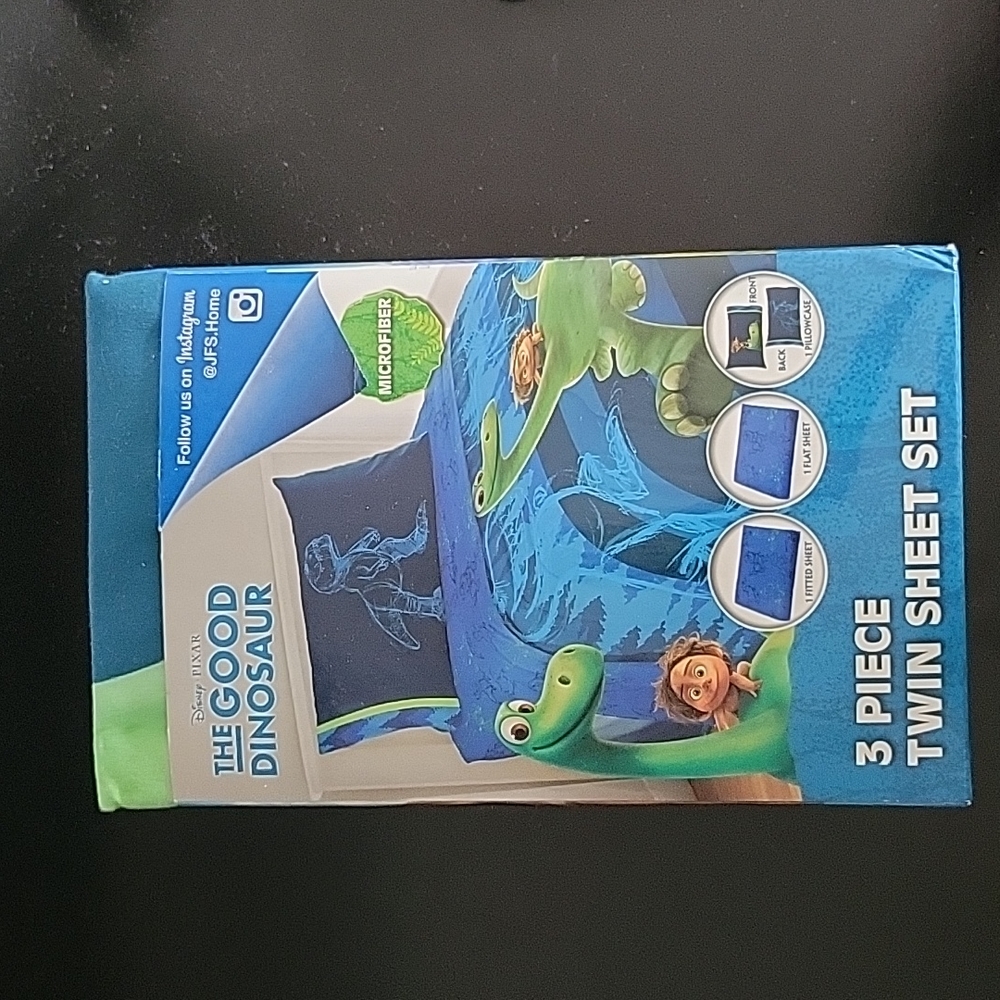 Follow us on Instagram
@JFS.Home
Disney PIXAR
THE GOOD
DINOSAUR
MICROFIBER
1 FITTED SHEET
1 FLAT SHEET
BACK
FRONT
1 PILLOWCASE
3 PIECE
TWIN SHEET SET